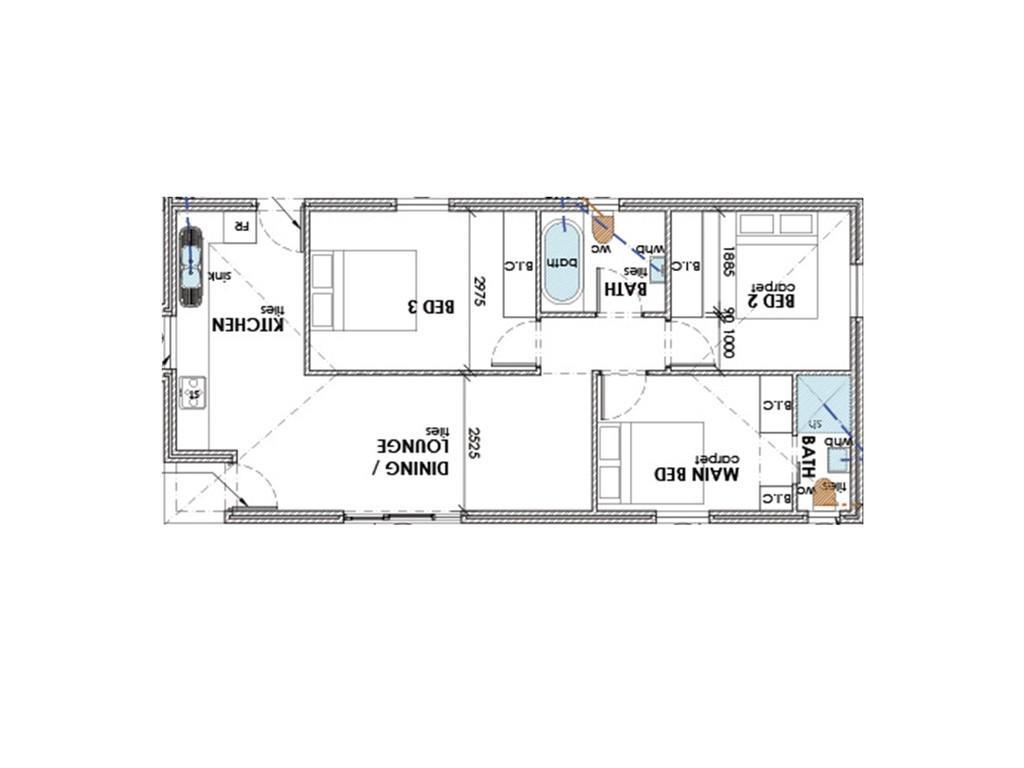 FR
sink
tiles
KITCHEN
ST
BED 3
2975
B.I.C
bath
wc
whb
tiles
BATH
B.I.C
1885
90
1000
carpet
BED 2
DINING /
LOUNGE
tiles
2525
MAIN BED
carpet
B.I.C
B.I.C
sh
whb
BATH
wc
tiles